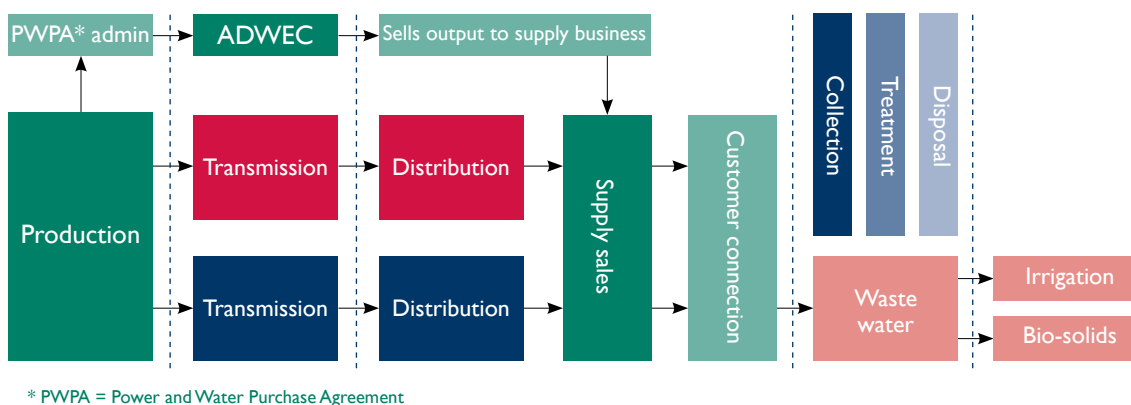 PWPA* admin
ADWEC
Sells output to supply business
Production
Transmission
Distribution
Transmission
Distribution
Supply sales
Customer connection
Collection
Treatment
Disposal
Waste
water
Irrigation
Bio-solids
* PWPA = Power and Water Purchase Agreement